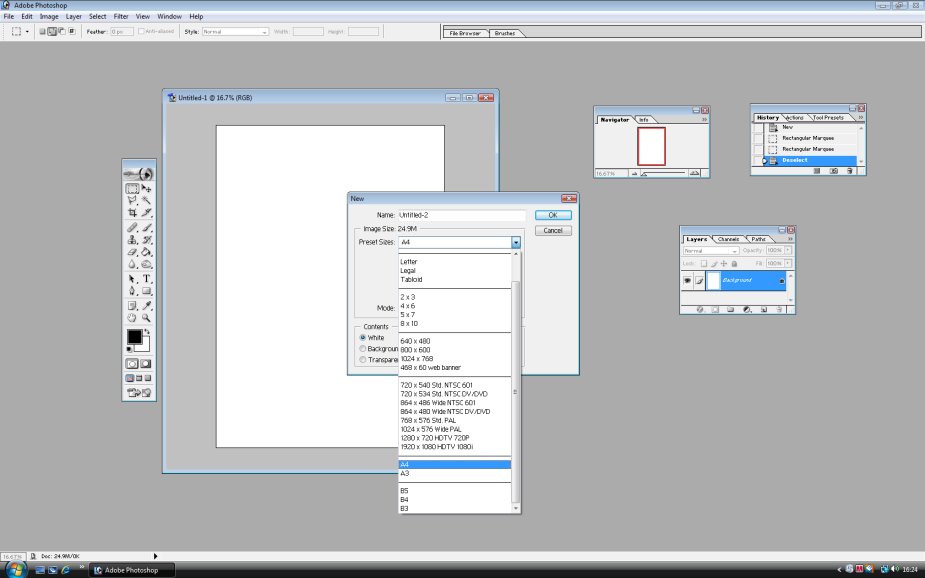 Adobe Photoshop
File Edit Image Layer Select Filter View Window Help
Feather: 0 px Anti-aliased Style: Normal Width: Height: File Browser Brushes
Untitled-1 @ 16.7% (RGB)
Navigator Info
16.67%
History Actions Tool Presets
New
Rectangular Marquee
Rectangular Marquee
Deselect
New
Name: Untitled-2 OK
Image Size: 24.9M Cancel
Preset Sizes: A4
Letter
Legal
Tabloid
2 x 3
4 x 6
5 x 7
8 x 10
Mode:
Contents
White
Backgroun
Transpare
640 x 480
800 x 600
1024 x 768
468 x 60 web banner
720 x 540 Std. NTSC 601
720 x 534 Std. NTSC DV/DVD
864 x 486 Wide NTSC 601
864 x 480 Wide NTSC DV/DVD
768 x 576 Std. PAL
1024 x 576 Wide PAL
1280 x 720 HDTV 720P
1920 x 1080 HDTV 1080i
A4
A3
B5
B4
B3
Layers Channels Paths
Normal Opacity: 100%
Lock: Fill: 100%
Background
16.67% Doc: 24.9M/0K
Adobe Photoshop 16:24